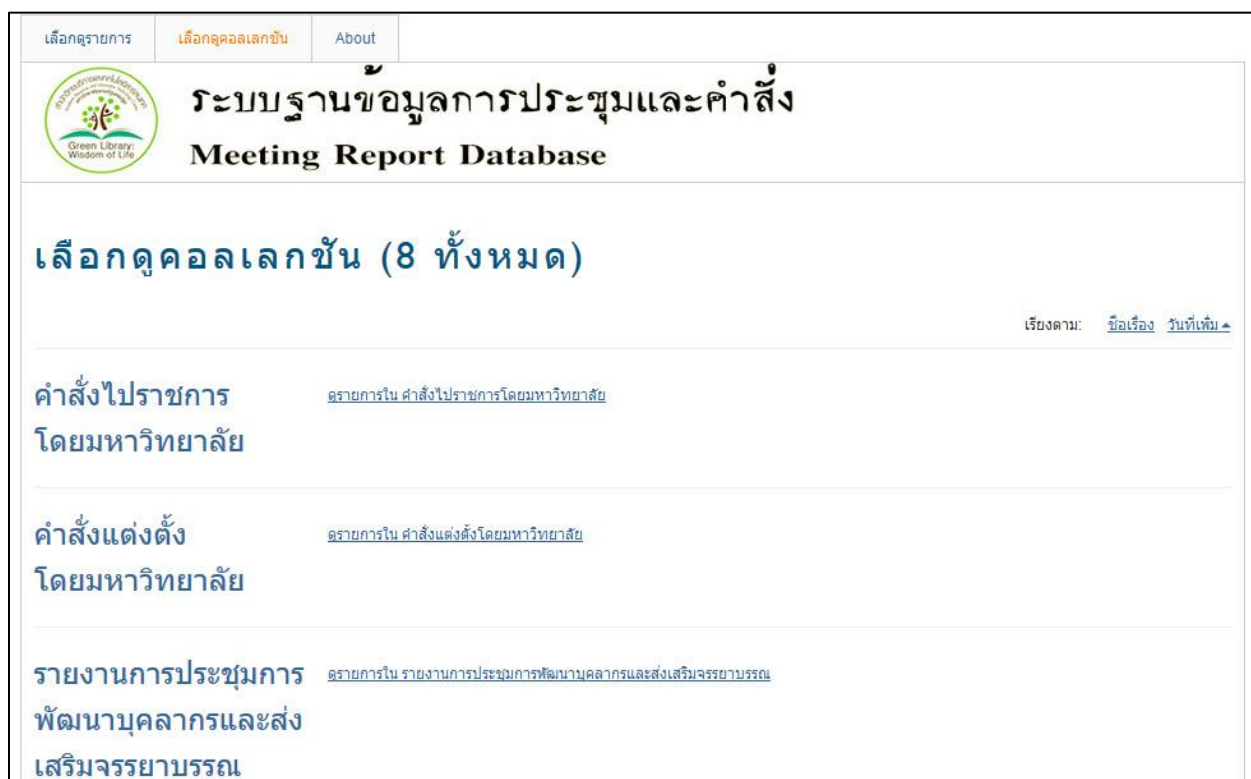 เลือกดูรายการ เลือกดูคอลเลกชัน About
ระบบฐานข้อมูลการประชุมและคำสั่ง
Green Library:
Wisdom of Life
Meeting Report Database
เลือกดูคอลเลกชัน (8 ทั้งหมด)
เรียงตาม: ชื่อเรื่อง วันที่เพิ่ม
คำสั่งไปราชการ
โดยมหาวิทยาลัย
ดูรายการใน คำสั่งไปราชการโดยมหาวิทยาลัย
คำสั่งแต่งตั้ง
โดยมหาวิทยาลัย
ดูรายการใน คำสั่งแต่งตั้งโดยมหาวิทยาลัย
รายงานการประชุมการ
พัฒนาบุคลากรและส่ง
เสริมจรรยาบรรณ
ดูรายการใน รายงานการประชุมการพัฒนาบุคลากรและส่งเสริมจรรยาบรรณ